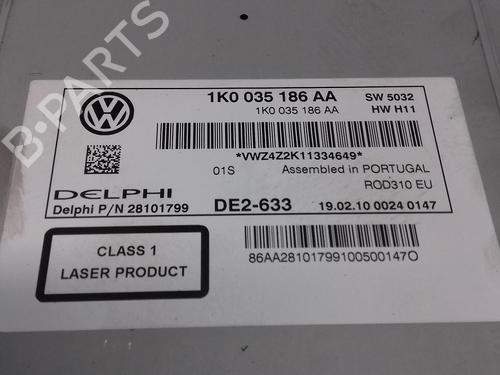 B-PARTS
1K0 035 186 AA SW 5032
1K0 035 186 AA HW H11
*VWZ4Z2K11334649*
01S Assembled in PORTUGAL
ROD310 EU
DELPHI
Delphi P/N 28101799 DE2-633 19.02.10 0024 0147
CLASS 1
LASER PRODUCT
86AA28101799100500147O